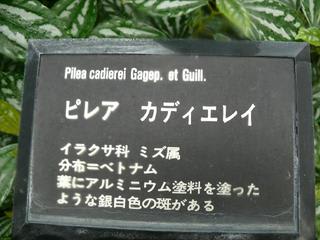 Pilea cadierei Gagep. et Guill.
ピレア カディエレイ
イラクサ科 ミズ属
分布=ベトナム
葉にアルミニウム塗料を塗った
ような銀白色の斑がある